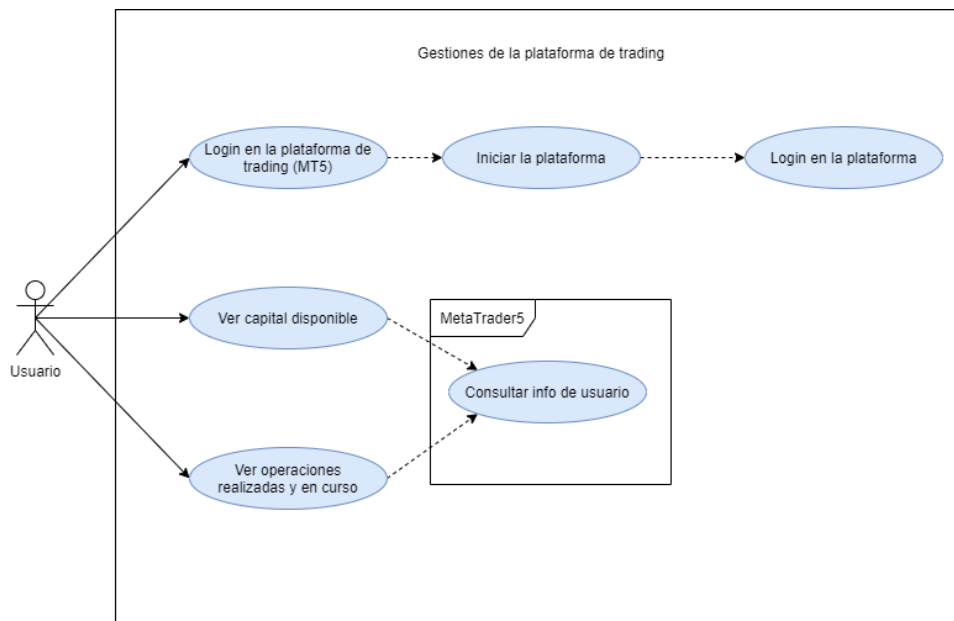 Gestiones de la plataforma de trading
Login en la plataforma de
trading (MT5)
Iniciar la plataforma
Login en la plataforma
Usuario
Ver capital disponible
MetaTrader5
Consultar info de usuario
Ver operaciones
realizadas y en curso